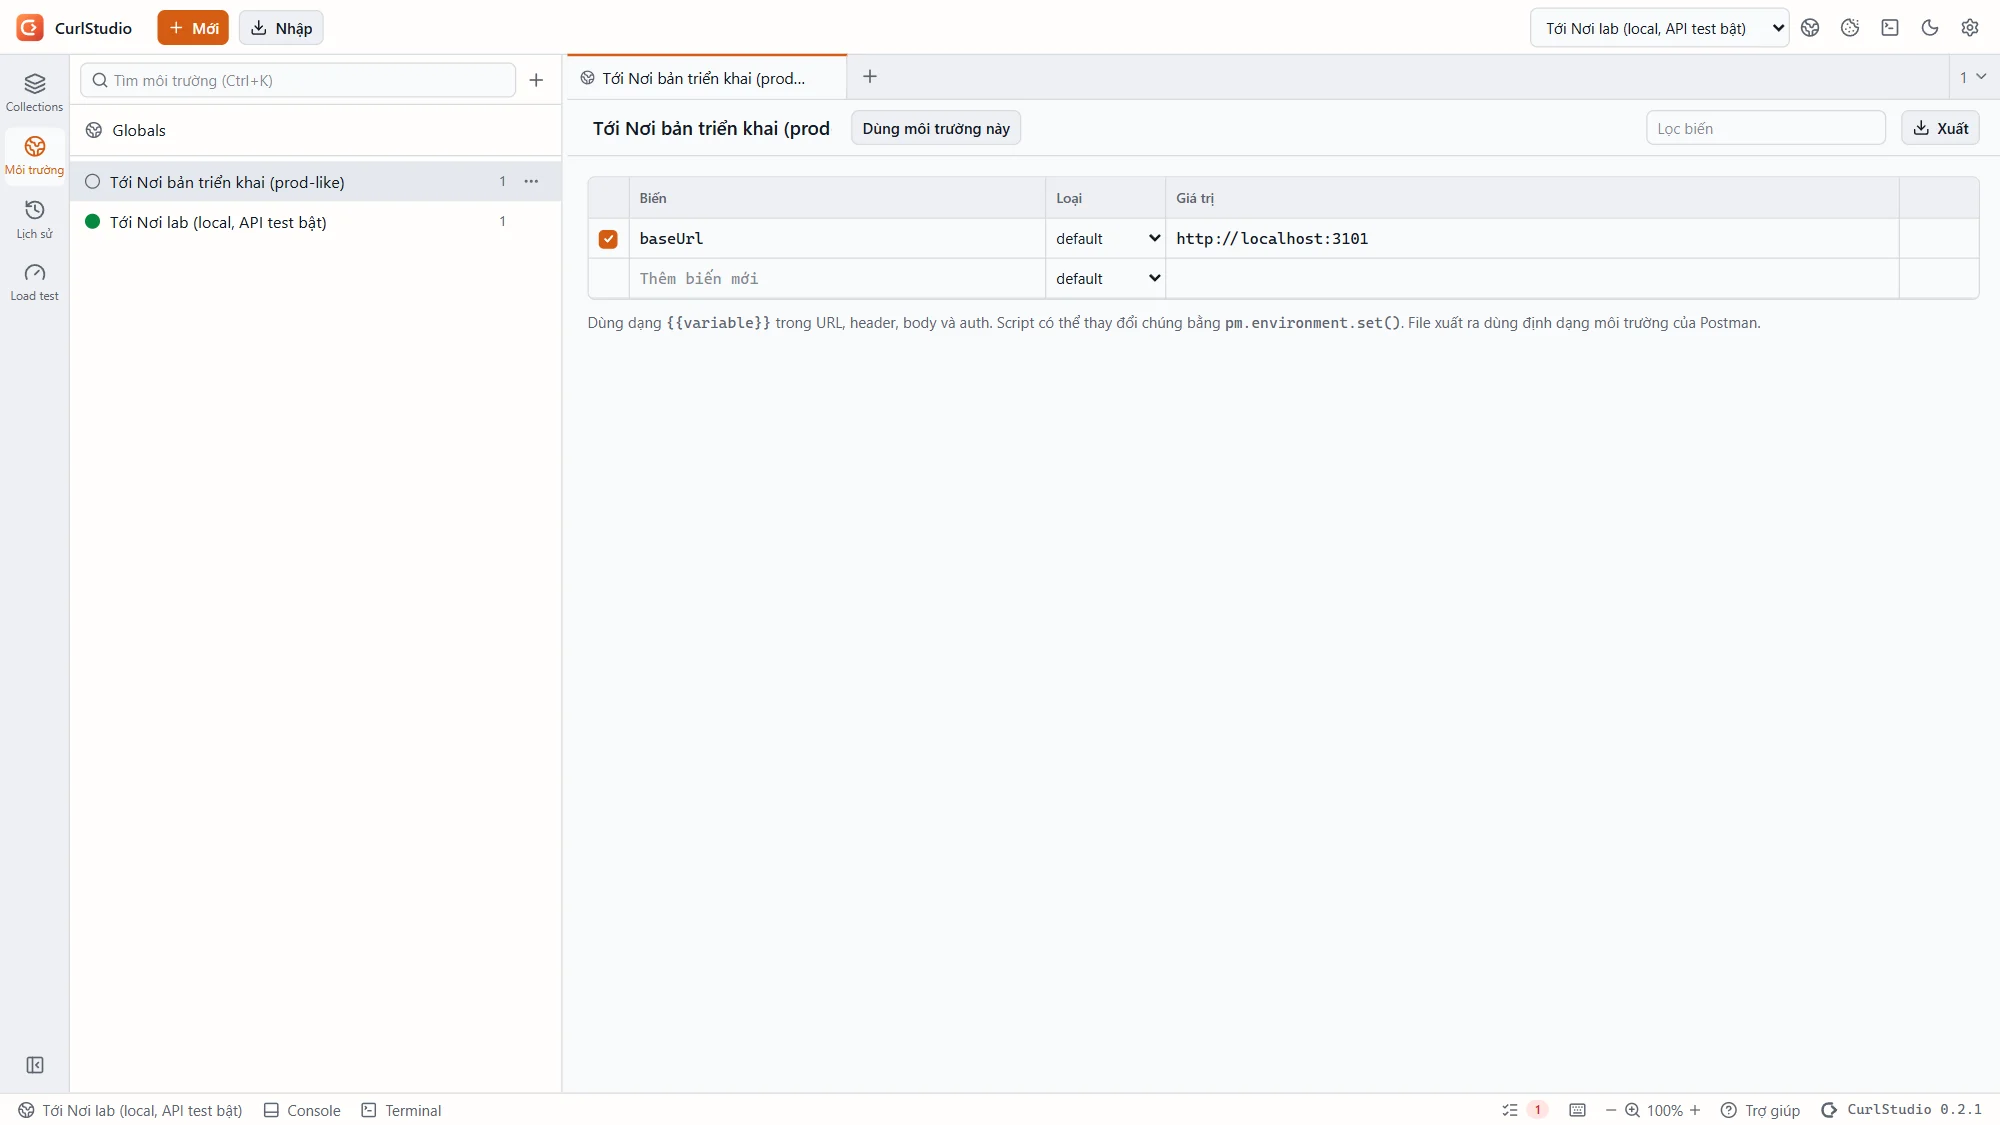 CurlStudio
Mới
Nhập
Tới Nơi lab (local, API test bật)
Collections
Môi trường
Lịch sử
Load test
Tìm môi trường (Ctrl+K)
Globals
Tới Nơi bản triển khai (prod-like) 1
Tới Nơi lab (local, API test bật) 1
Tới Nơi bản triển khai (prod...
1
Tới Nơi bản triển khai (prod
Dùng môi trường này
Lọc biến
Xuất
Biến Loại Giá trị
baseUrl default http://localhost:3101
Thêm biến mới default
Dùng dạng {{variable}} trong URL, header, body và auth. Script có thể thay đổi chúng bằng pm.environment.set(). File xuất ra dùng định dạng môi trường của Postman.
Tới Nơi lab (local, API test bật)
Console
Terminal
1
100%
Trợ giúp
CurlStudio 0.2.1